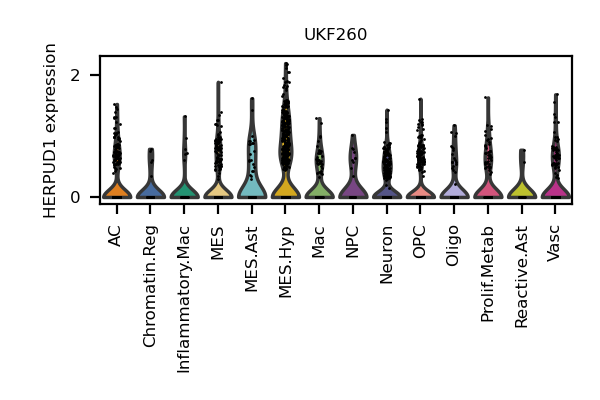 UKF260
HERPUD1 expression
2
0
AC
Chromatin.Reg
Inflammatory.Mac
MES
MES.Ast
MES.Hyp
Mac
NPC
Neuron
OPC
Oligo
Prolif.Metab
Reactive.Ast
Vasc